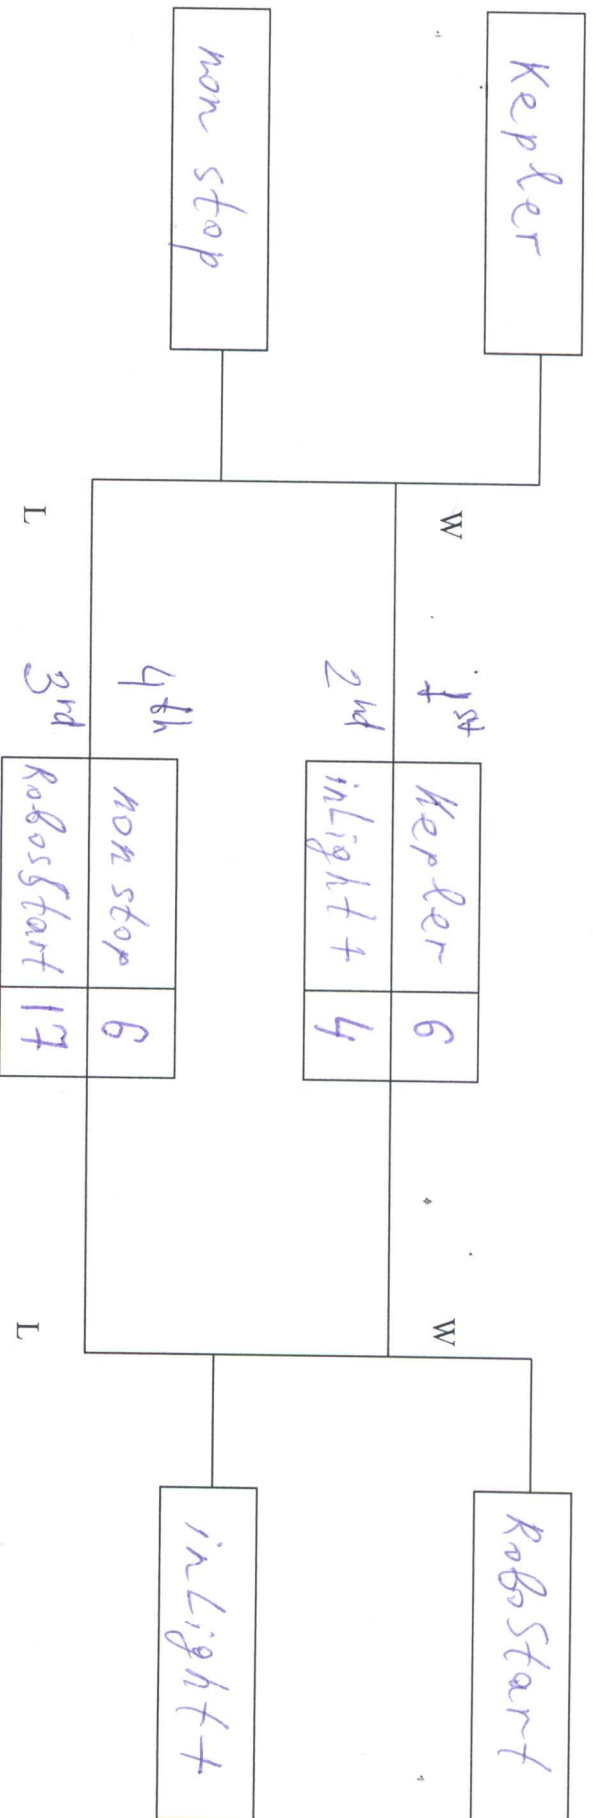 Kepler
non stop
W
L
1st
Kepler 6
2nd
inLight + 4
4th
non stop 6
3rd
RoboStart 17
W
L
RoboStart
inLight +